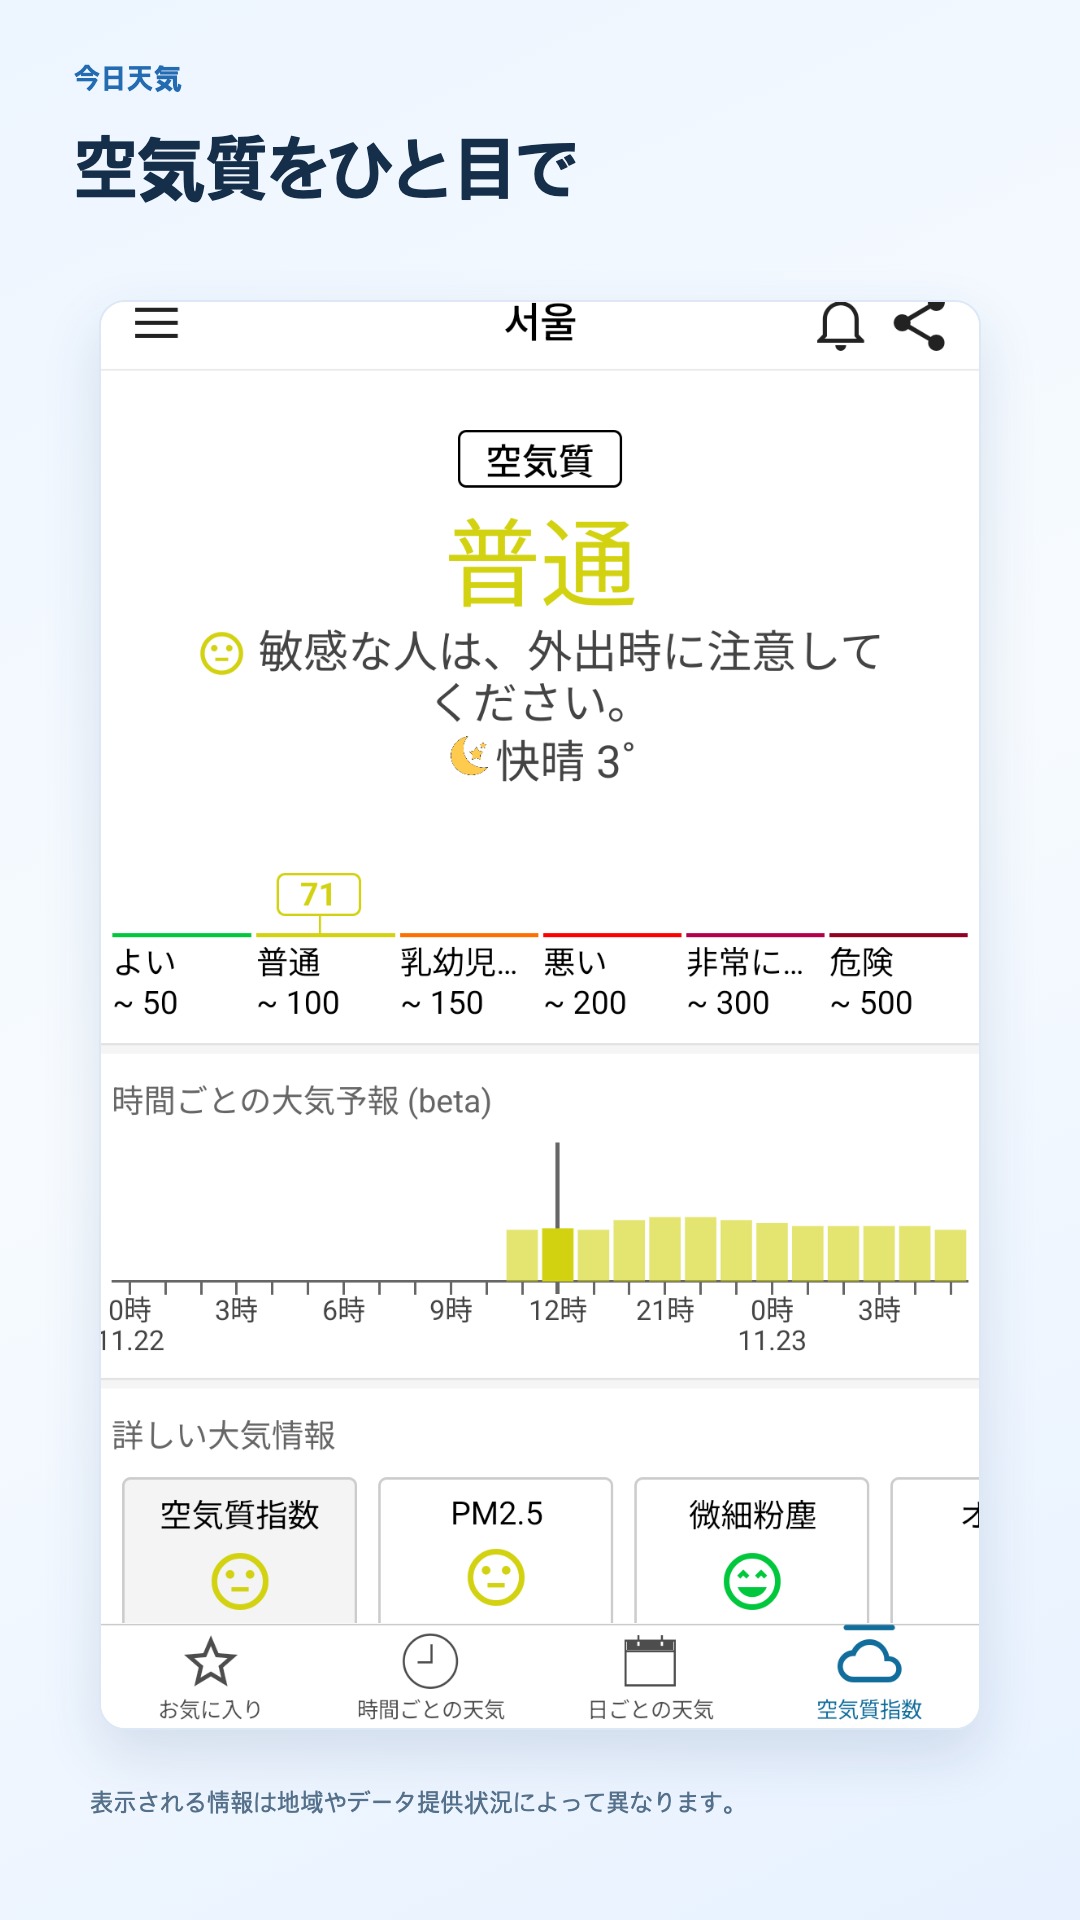 今日天気
空気質をひと目で
서울
空気質
普通
敏感な人は、外出時に注意して
ください。
快晴 3°
71
よい 普通 乳幼児... 悪い 非常に... 危険
~ 50 ~ 100 ~ 150 ~ 200 ~ 300 ~ 500
時間ごとの大気予報 (beta)
0時 3時 6時 9時 12時 21時 0時 3時
11.22 11.23
詳しい大気情報
空気質指数 PM2.5 微細粉塵
お気に入り 時間ごとの天気 日ごとの天気 空気質指数
表示される情報は地域やデータ提供状況によって異なります。